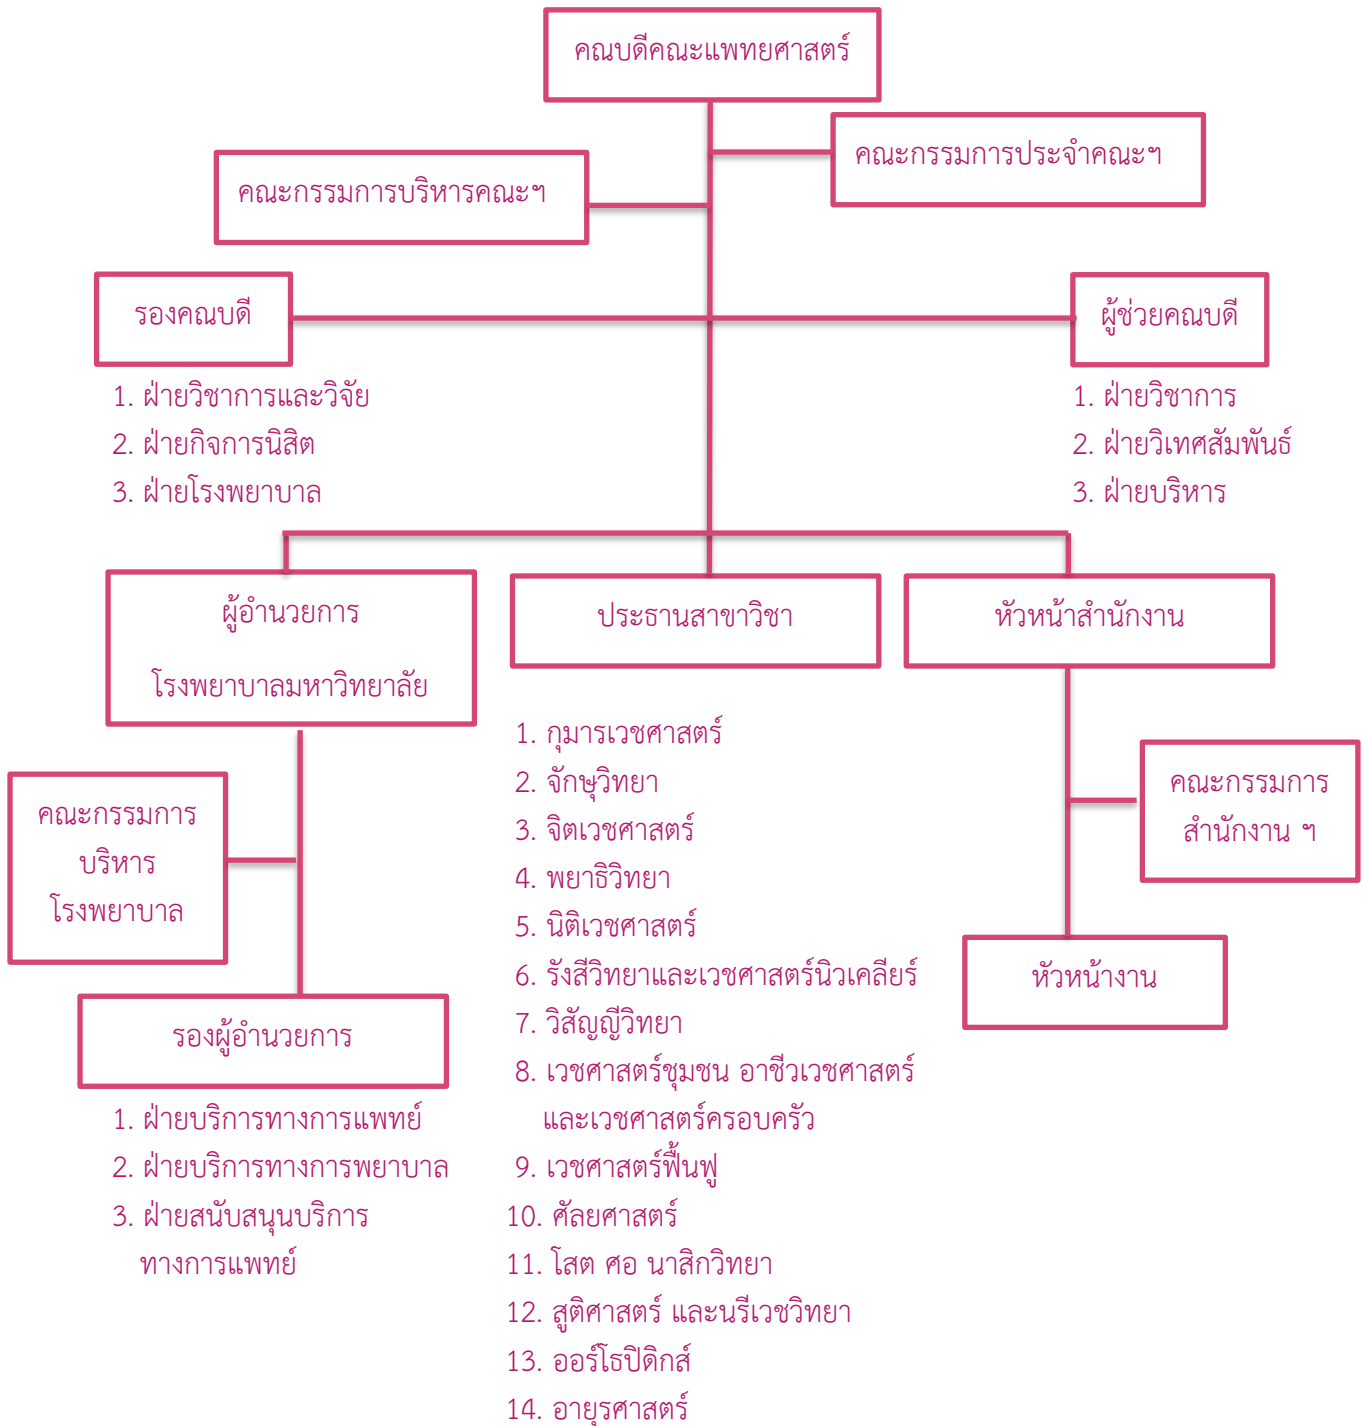 คณบดีคณะแพทยศาสตร์
คณะกรรมการประจำคณะฯ
คณะกรรมการบริหารคณะฯ
รองคณบดี
1. ฝ่ายวิชาการและวิจัย
2. ฝ่ายกิจการนิสิต
3. ฝ่ายโรงพยาบาล
ผู้ช่วยคณบดี
1. ฝ่ายวิชาการ
2. ฝ่ายวิเทศสัมพันธ์
3. ฝ่ายบริหาร
ผู้อำนวยการ
โรงพยาบาลมหาวิทยาลัย
คณะกรรมการ
บริหาร
โรงพยาบาล
รองผู้อำนวยการ
1. ฝ่ายบริการทางการแพทย์
2. ฝ่ายบริการทางการพยาบาล
3. ฝ่ายสนับสนุนบริการ
ทางการแพทย์
ประธานสาขาวิชา
1. กุมารเวชศาสตร์
2. จักษุวิทยา
3. จิตเวชศาสตร์
4. พยาธิวิทยา
5. นิติเวชศาสตร์
6. รังสีวิทยาและเวชศาสตร์นิวเคลียร์
7. วิสัญญีวิทยา
8. เวชศาสตร์ชุมชน อาชีวเวชศาสตร์
และเวชศาสตร์ครอบครัว
9. เวชศาสตร์ฟื้นฟู
10. ศัลยศาสตร์
11. โสต ศอ นาสิกวิทยา
12. สูติศาสตร์ และนรีเวชวิทยา
13. ออร์โธปิดิกส์
14. อายุรศาสตร์
หัวหน้าสำนักงาน
คณะกรรมการ
สำนักงาน ฯ
หัวหน้างาน